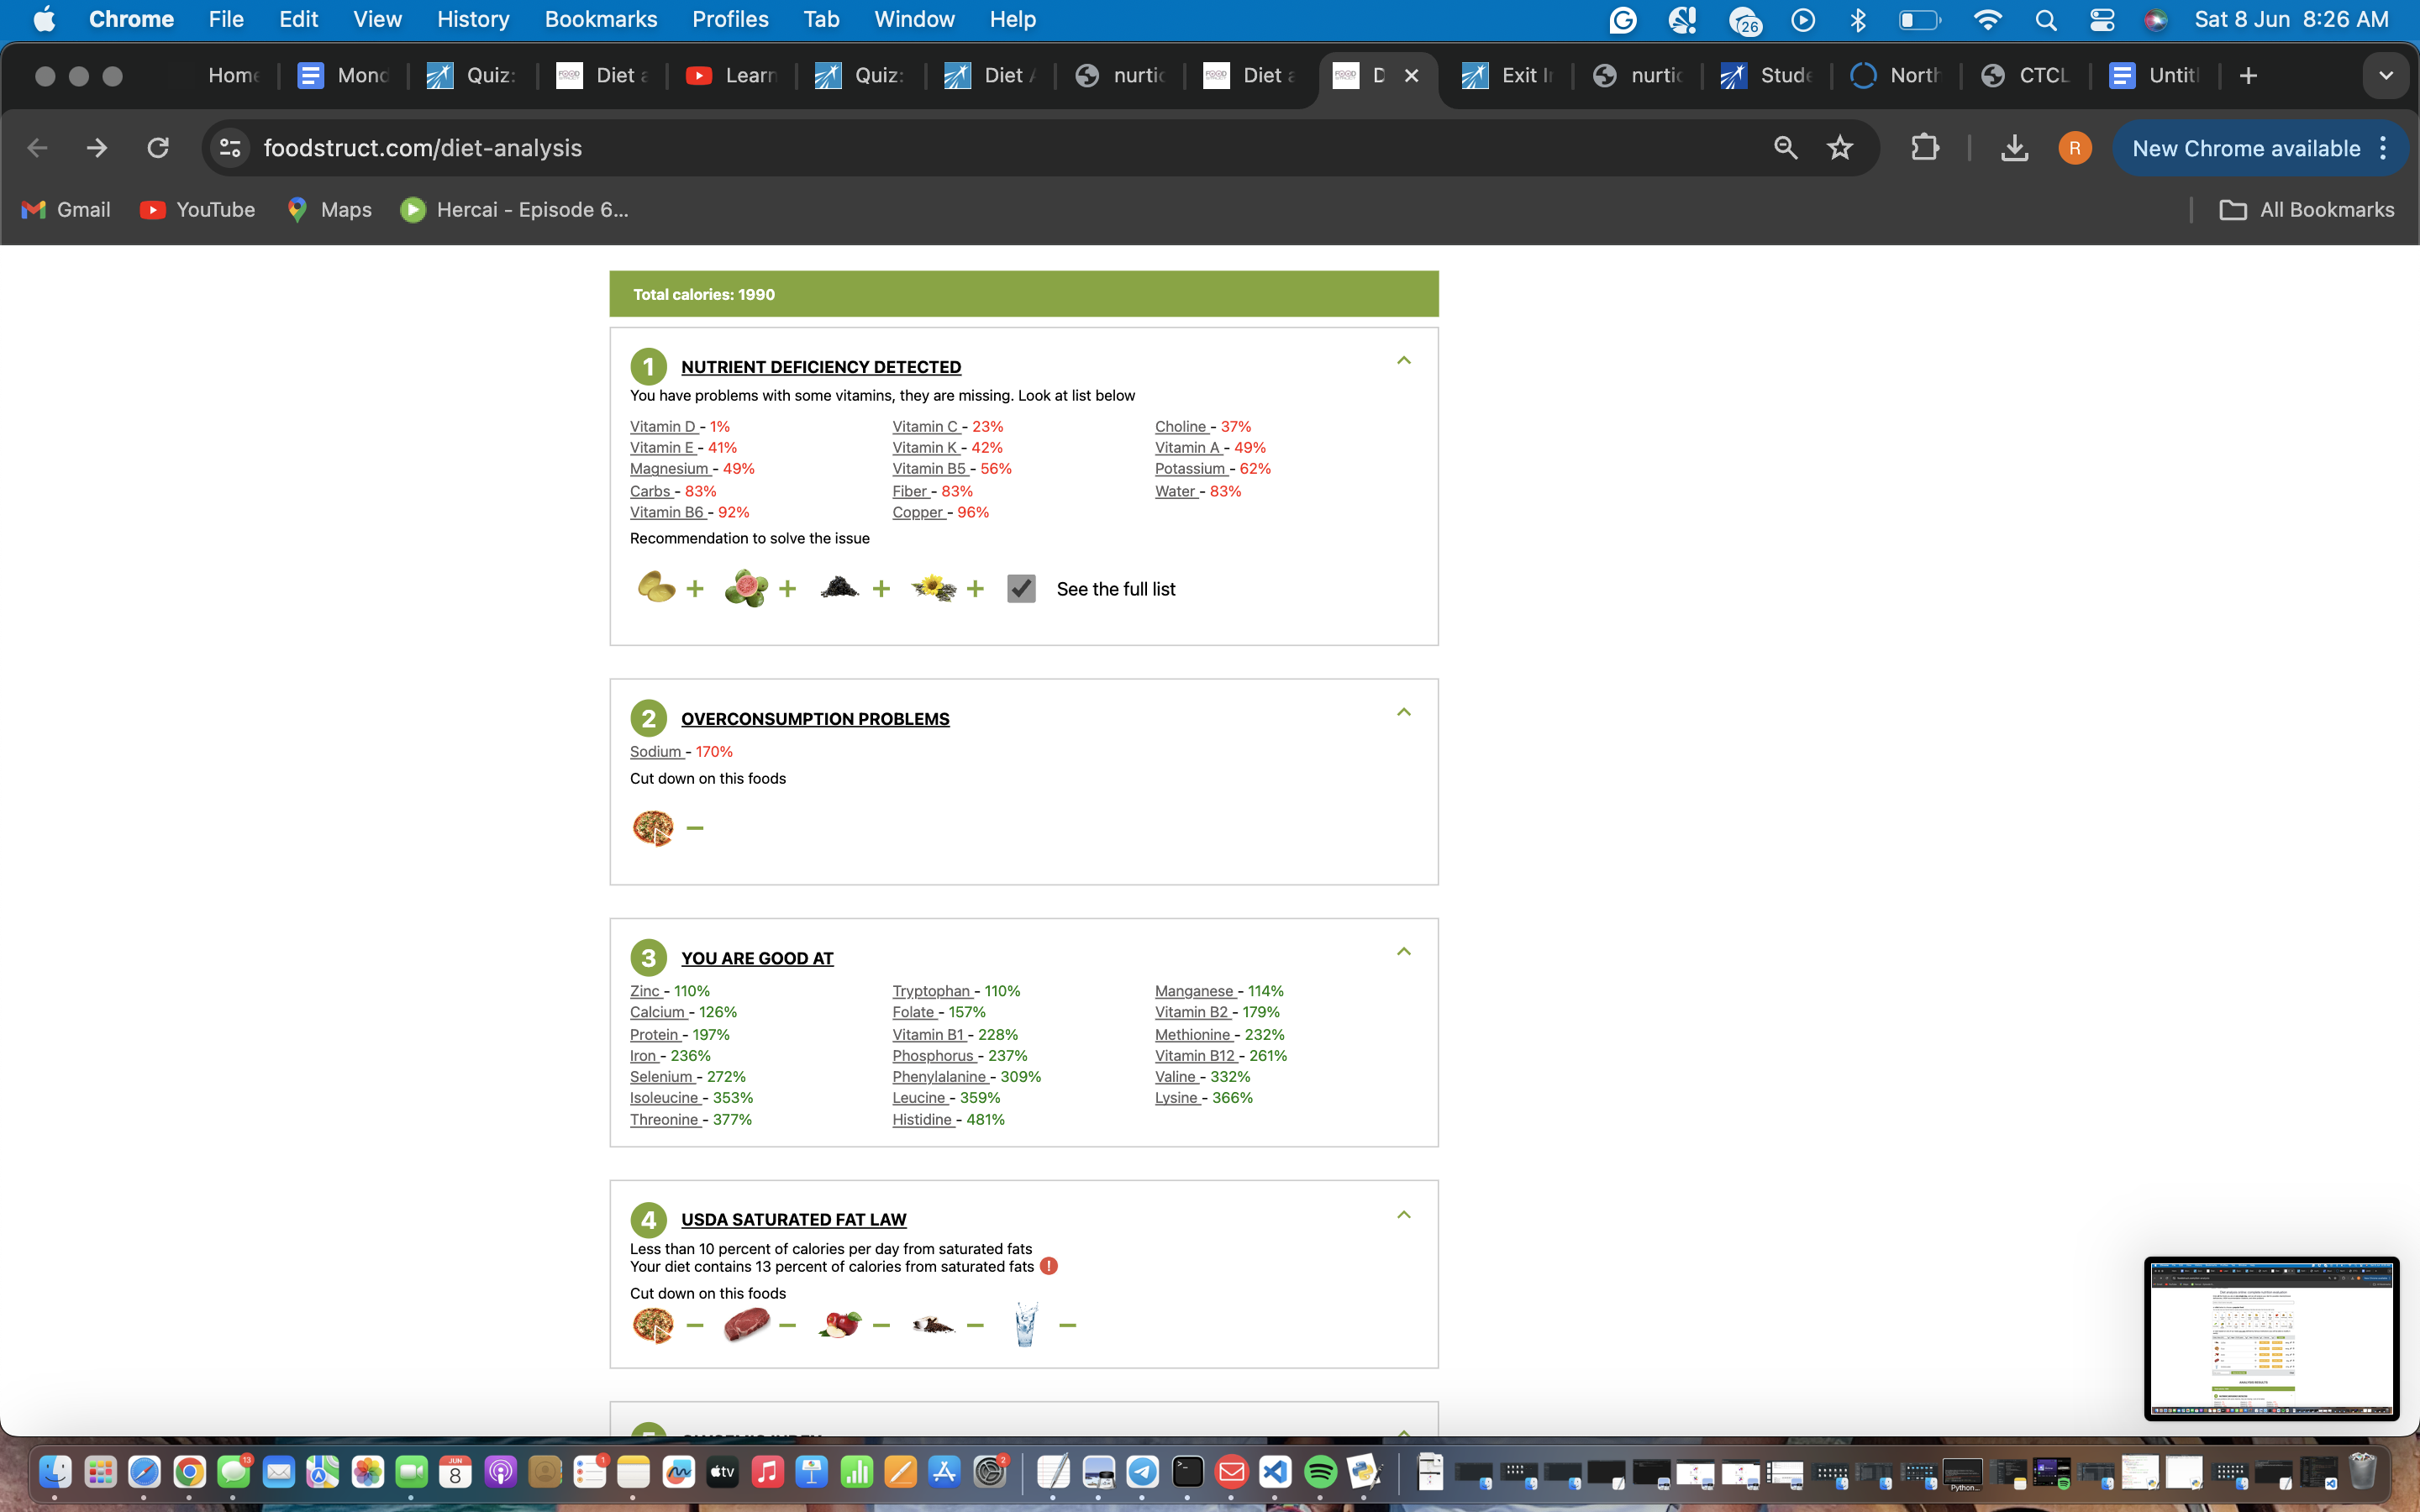 Chrome File Edit View History Bookmarks Profiles Tab Window Help 26 Sat 8 Jun 8:26 AM
Home Mond Quiz: Diet a Learn Quiz: Diet A nurtic Diet a D Exit In nurtic Stude North CTCL Untitl
foodstruct.com/diet-analysis R New Chrome available
Gmail YouTube Maps Hercai - Episode 6... All Bookmarks
Total calories: 1990
1 NUTRIENT DEFICIENCY DETECTED
You have problems with some vitamins, they are missing. Look at list below
Vitamin D - 1% Vitamin C - 23% Choline - 37%
Vitamin E - 41% Vitamin K - 42% Vitamin A - 49%
Magnesium - 49% Vitamin B5 - 56% Potassium - 62%
Carbs - 83% Fiber - 83% Water - 83%
Vitamin B6 - 92% Copper - 96%
Recommendation to solve the issue
See the full list
2 OVERCONSUMPTION PROBLEMS
Sodium - 170%
Cut down on this foods
3 YOU ARE GOOD AT
Zinc - 110% Tryptophan - 110% Manganese - 114%
Calcium - 126% Folate - 157% Vitamin B2 - 179%
Protein - 197% Vitamin B1 - 228% Methionine - 232%
Iron - 236% Phosphorus - 237% Vitamin B12 - 261%
Selenium - 272% Phenylalanine - 309% Valine - 332%
Isoleucine - 353% Leucine - 359% Lysine - 366%
Threonine - 377% Histidine - 481%
4 USDA SATURATED FAT LAW
Less than 10 percent of calories per day from saturated fats
Your diet contains 13 percent of calories from saturated fats
Cut down on this foods
13 JUN 8 1 tv 2 Python...